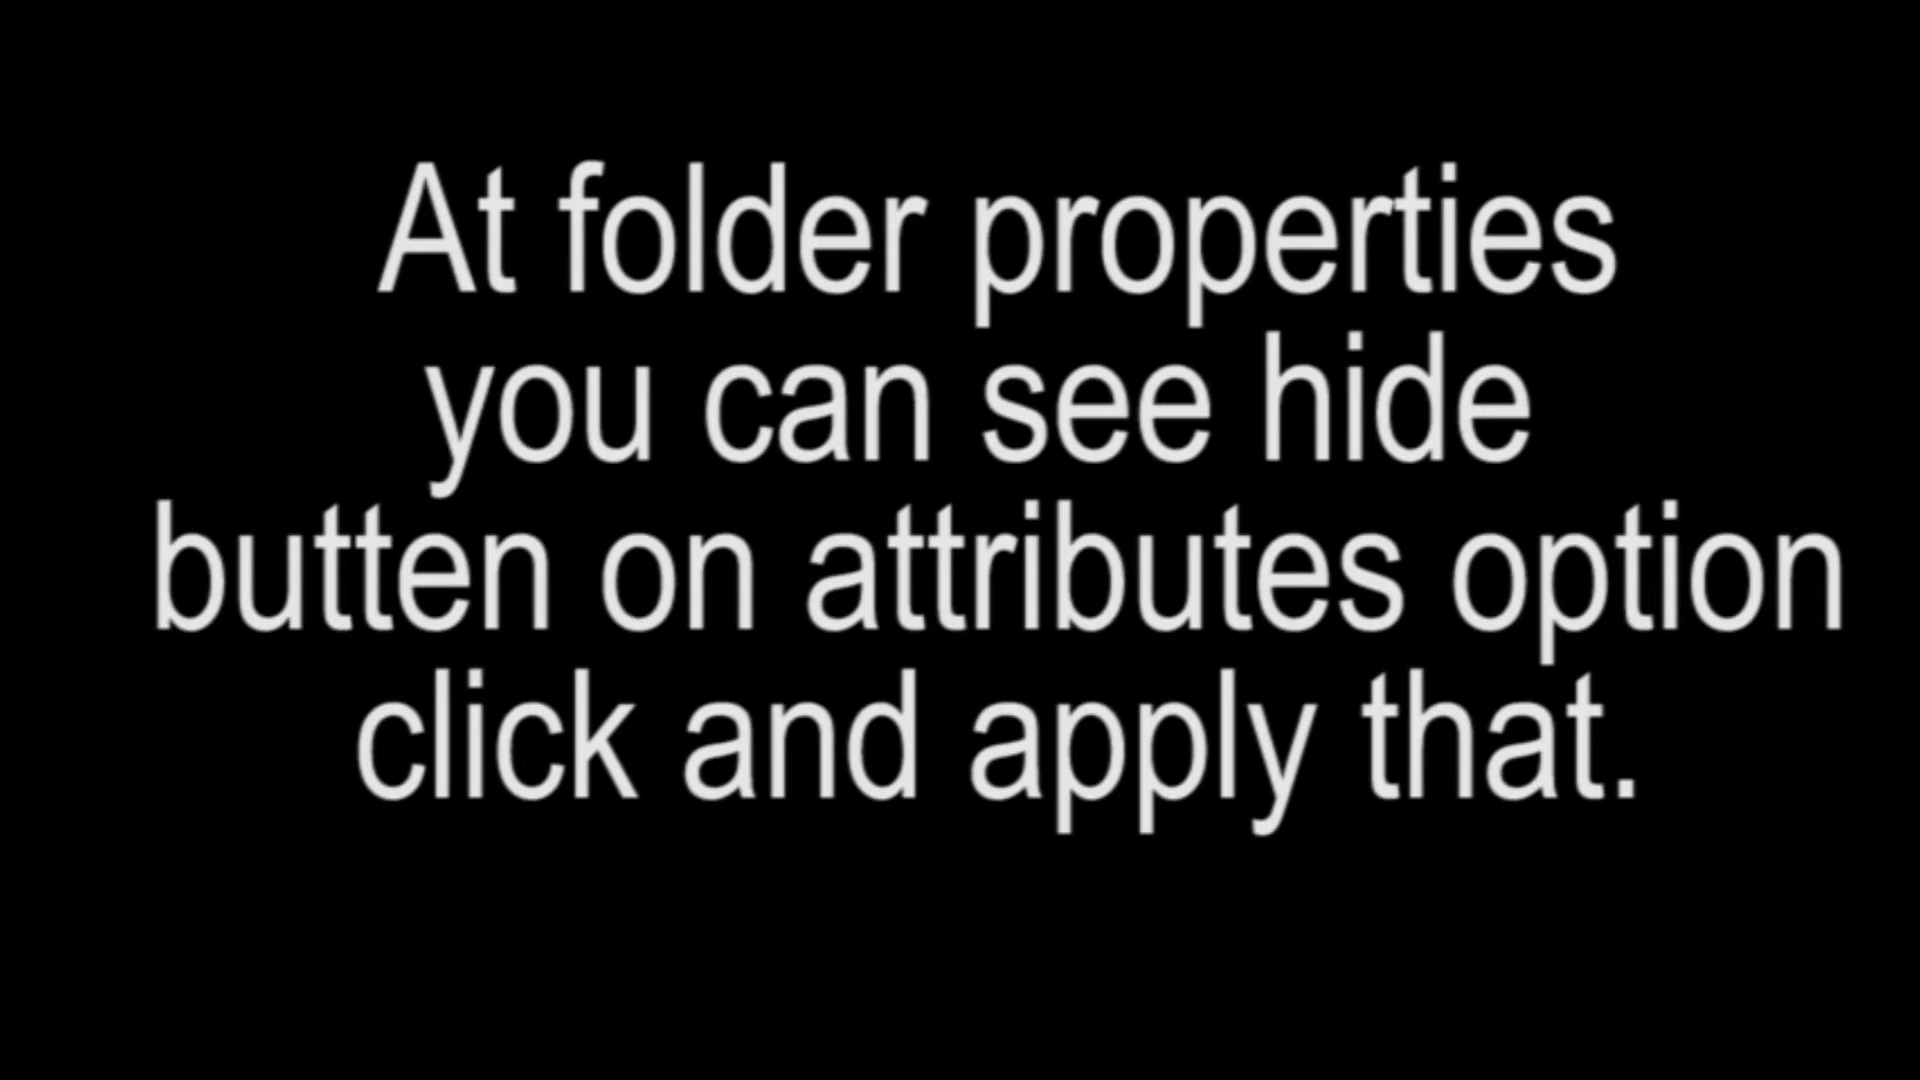 At folder properties
you can see hide
butten on attributes option
click and apply that.